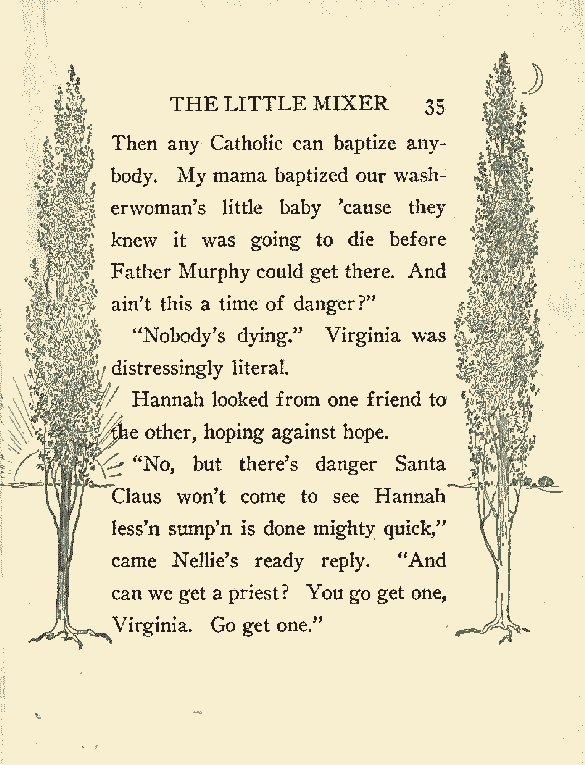 THE LITTLE MIXER 35
Then any Catholic can baptize any-
body. My mama baptized our wash-
erwoman's little baby 'cause they
knew it was going to die before
Father Murphy could get there. And
ain't this a time of danger?"
"Nobody's dying." Virginia was
distressingly literal.
Hannah looked from one friend to
the other, hoping against hope.
"No, but there's danger Santa
Claus won't come to see Hannah
less'n sump'n is done mighty quick,"
came Nellie's ready reply. "And
can we get a priest? You go get one,
Virginia. Go get one."